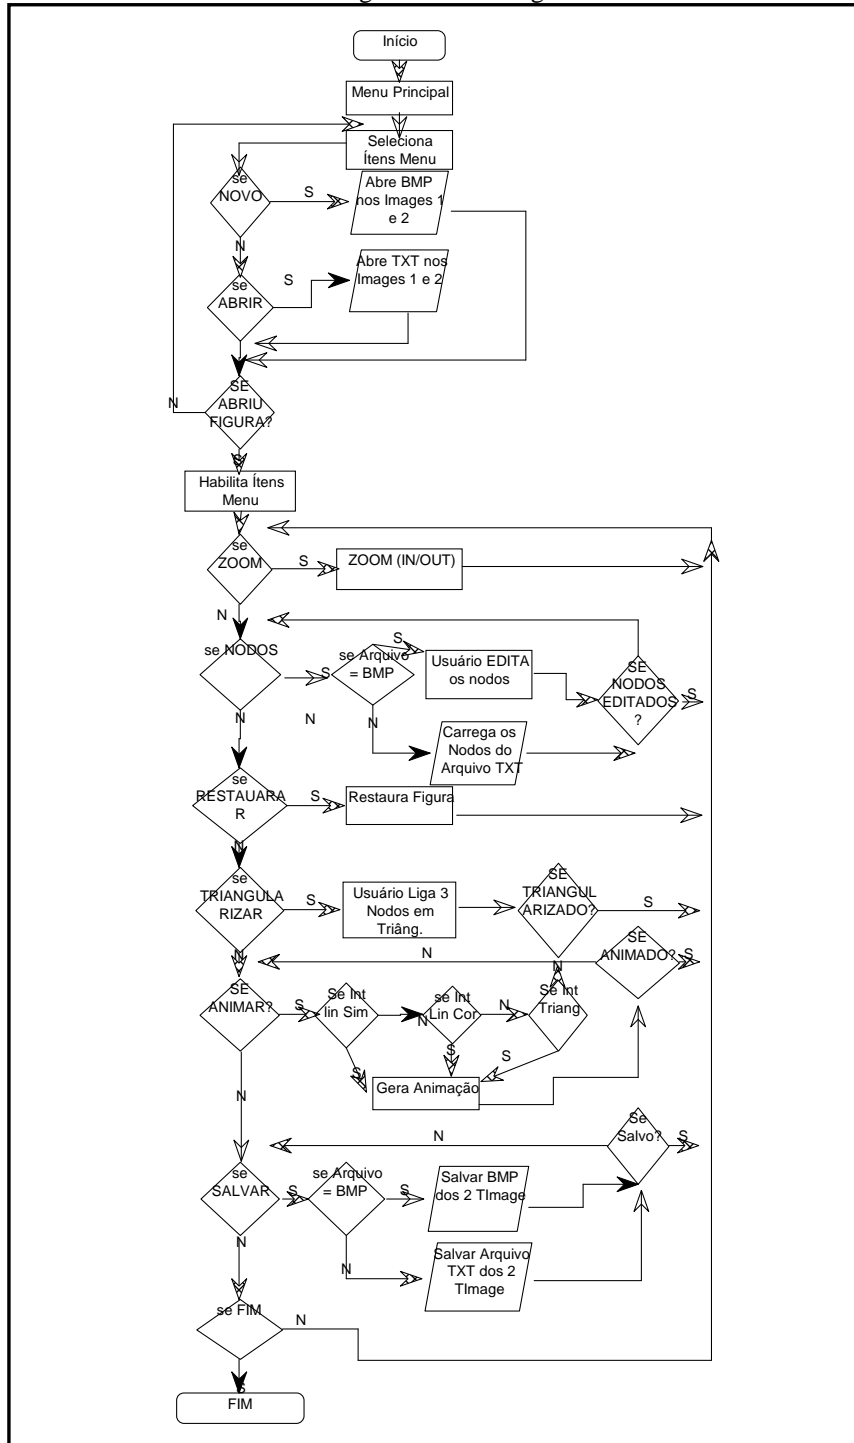 Início
Menu Principal
Seleciona
Ítens Menu
se
NOVO
S
Abre BMP
nos Images 1
e 2
N
se
ABRIR
S
Abre TXT nos
Images 1 e 2
SE
ABRIU
FIGURA?
N
S
Habilita Ítens
Menu
se
ZOOM
S
ZOOM (IN/OUT)
N
se NODOS
S
se Arquivo
= BMP
S
Usuário EDITA
os nodos
SE
NODOS
EDITADOS
?
S
N
N
N
Carrega os
Nodos do
Arquivo TXT
se
RESTAUARA
R
S
Restaura Figura
N
se
TRIANGULA
RIZAR
S
Usuário Liga 3
Nodos em
Triâng.
SE
TRIANGUL
ARIZADO?
S
N
SE
ANIMADO?
S
N
N
SE
ANIMAR?
S
Se Int
lin Sim
N
se Int
Lin Cor
N
Se Int
Triang
N
S
S
S
Gera Animação
N
Se
Salvo?
S
N
se
SALVAR
S
se Arquivo
= BMP
S
Salvar BMP
dos 2 TImage
N
N
Salvar Arquivo
TXT dos 2
TImage
se FIM
N
S
FIM